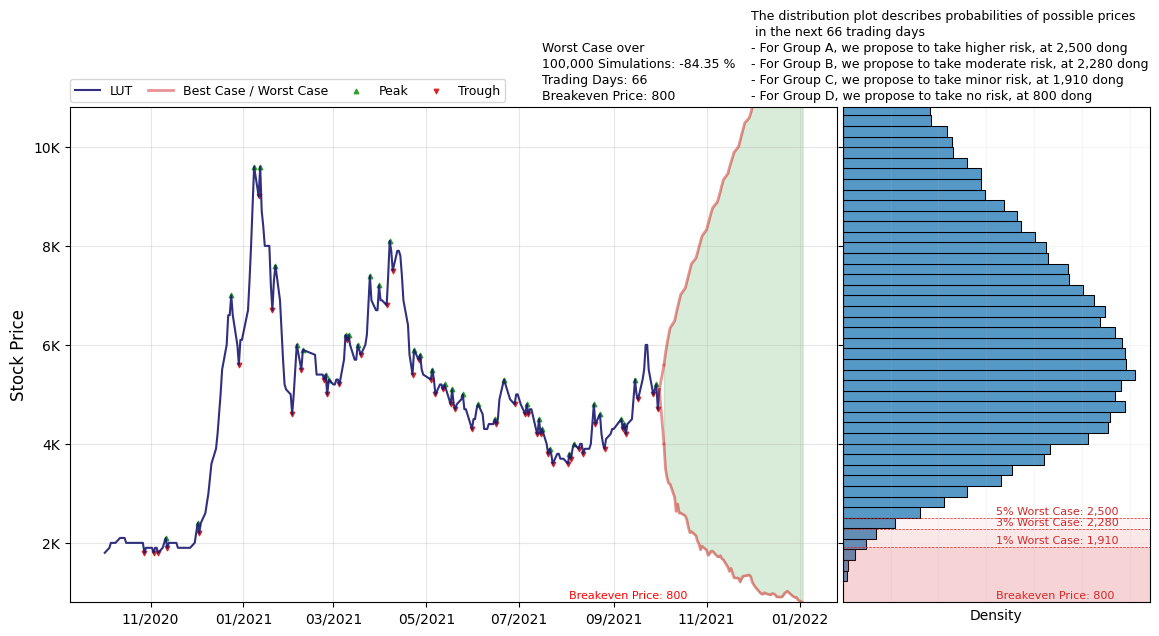 The distribution plot describes probabilities of possible prices
in the next 66 trading days
- For Group A, we propose to take higher risk, at 2,500 dong
- For Group B, we propose to take moderate risk, at 2,280 dong
- For Group C, we propose to take minor risk, at 1,910 dong
- For Group D, we propose to take no risk, at 800 dong
Worst Case over
100,000 Simulations: -84.35 %
Trading Days: 66
Breakeven Price: 800
LUT
Best Case / Worst Case
Peak
Trough
Stock Price
10K
8K
6K
4K
2K
5% Worst Case: 2,500
3% Worst Case: 2,280
1% Worst Case: 1,910
Breakeven Price: 800
Breakeven Price: 800
11/2020
01/2021
03/2021
05/2021
07/2021
09/2021
11/2021
01/2022
Density